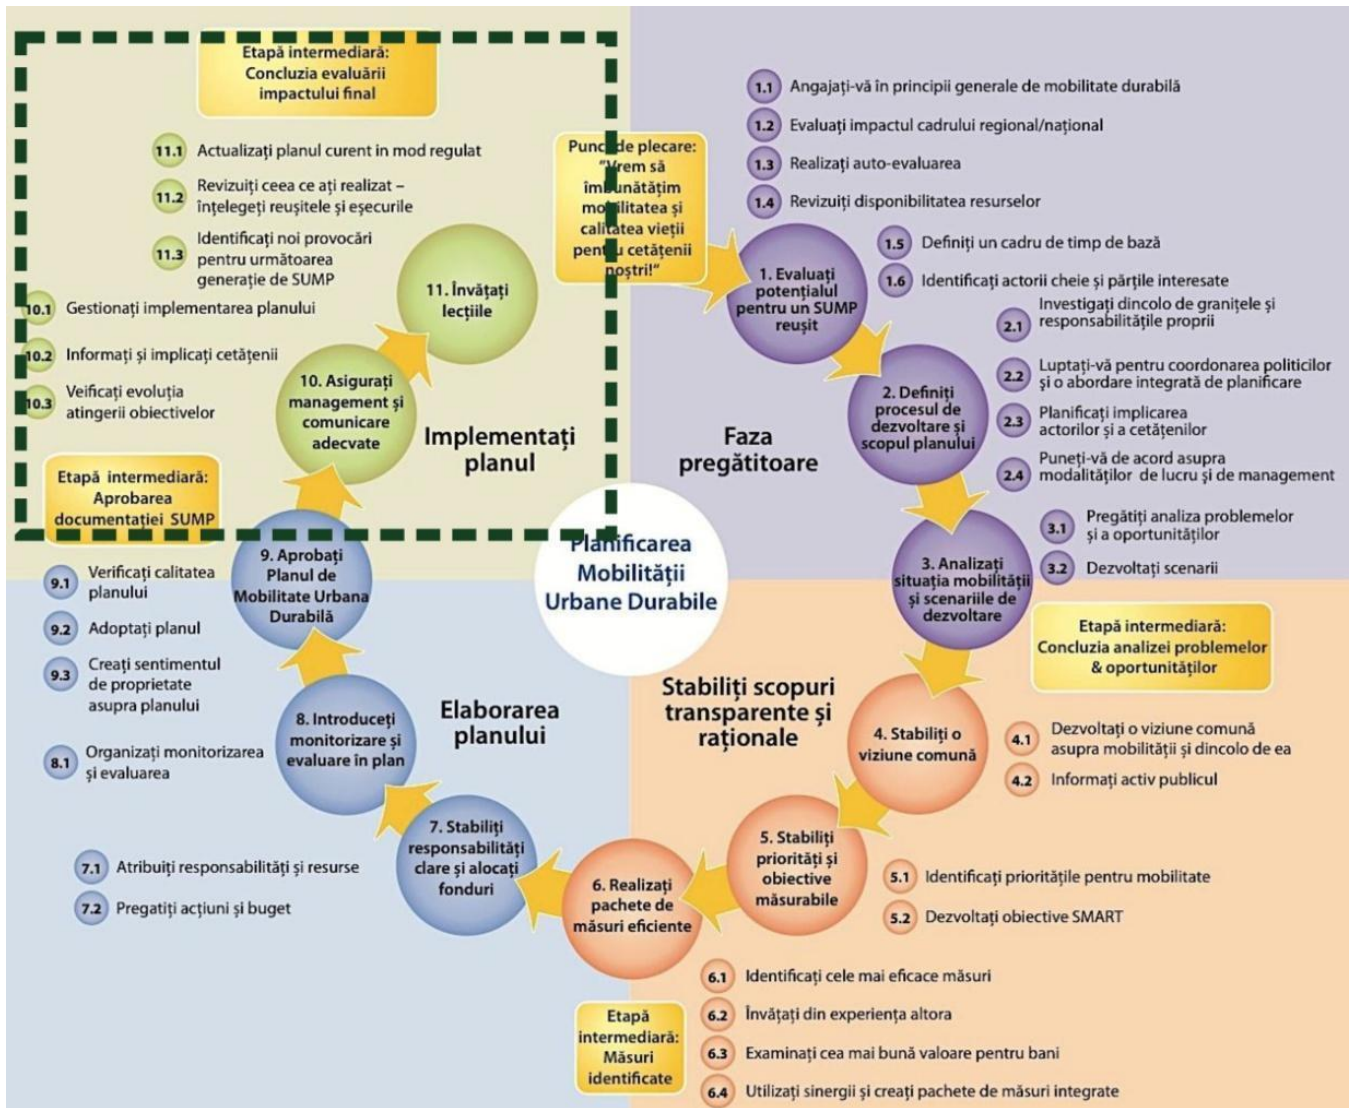 Etapă intermediară:
Concluzia evaluării
impactului final
11.1 Actualizați planul curent in mod regulat
11.2 Revizuiți ceea ce ați realizat –
înțelegeți reușitele și eșecurile
11.3 Identificați noi provocări
pentru următoarea
generație de SUMP
11. Învățați
lecțiile
10.1 Gestionați implementarea planului
10.2 Informați și implicați cetățenii
10.3 Veificați evoluția
atingerii obiectivelor
10. Asigurați
management și
comunicare
adecvate
Implementați
planul
Etapă intermediară:
Aprobarea
documentației SUMP
Punct de plecare:
"Vrem să
îmbunătățim
mobilitatea și
calitatea vieții
pentru cetățenii
noștri!"
1.1 Angajați-vă în principii generale de mobilitate durabilă
1.2 Evaluați impactul cadrului regional/național
1.3 Realizați auto-evaluarea
1.4 Revizuiți disponibilitatea resurselor
1.5 Definiți un cadru de timp de bază
1.6 Identificați actorii cheie și părțile interesate
1. Evaluați
potențialul
pentru un SUMP
reușit
2.1 Investigați dincolo de granițele și
responsabilitățile proprii
2.2 Luptați-vă pentru coordonarea politicilor
și o abordare integrată de planificare
2.3 Planificați implicarea
actorilor și a cetățenilor
2.4 Puneți-vă de acord asupra
modalităților de lucru și de management
2. Definiți
procesul de
dezvoltare și
scopul planului
Faza
pregătitoare
3.1 Pregătiți analiza problemelor
și a oportunităților
3.2 Dezvoltați scenarii
3. Analizați
situația mobilității
și scenariile de
dezvoltare
Etapă intermediară:
Concluzia analizei problemelor
& oportunităților
Planificarea
Mobilității
Urbane Durabile
Stabiliți scopuri
transparente și
raționale
4. Stabiliți o
viziune comună
4.1 Dezvoltați o viziune comună
asupra mobilității și dincolo de ea
4.2 Informați activ publicul
5. Stabiliți
priorități și
obiective
măsurabile
5.1 Identificați prioritățile pentru mobilitate
5.2 Dezvoltați obiective SMART
6. Realizați
pachete de
măsuri eficiente
6.1 Identificați cele mai eficace măsuri
6.2 Învățați din experiența altora
6.3 Examinați cea mai bună valoare pentru bani
6.4 Utilizați sinergii și creați pachete de măsuri integrate
Etapă
intermediară:
Măsuri
identificate
Elaborarea
planului
7. Stabiliți
responsabilități
clare și alocați
fonduri
7.1 Atribuiți responsabilități și resurse
7.2 Pregatiți acțiuni și buget
8. Introduceți
monitorizare și
evaluare în plan
8.1 Organizați monitorizarea
și evaluarea
9. Aprobați
Planul de
Mobilitate Urbana
Durabilă
9.1 Verificați calitatea
planului
9.2 Adoptați planul
9.3 Creați sentimentul
de proprietate
asupra planului